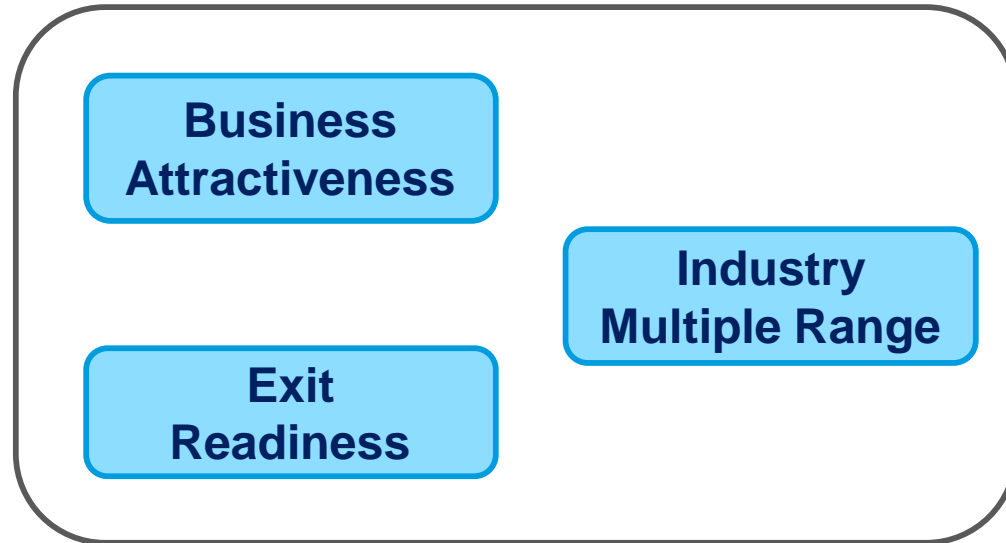 Business
Attractiveness
Industry
Multiple Range
Exit
Readiness